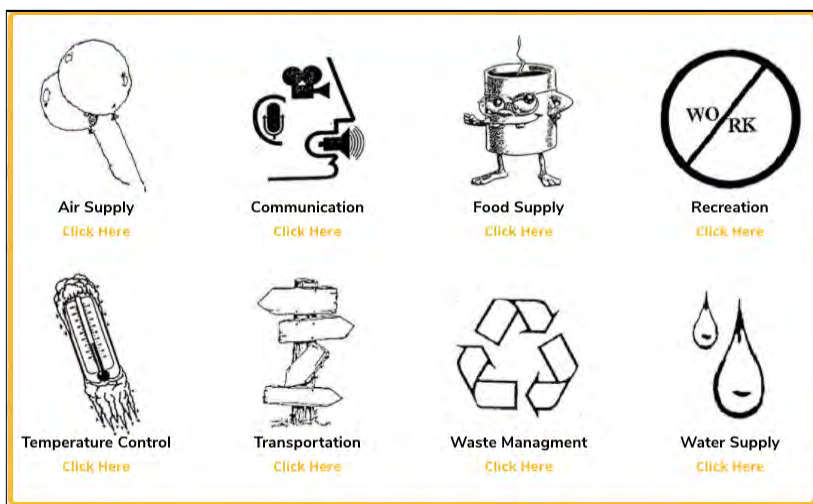 WO
RK
Air Supply
Communication
Food Supply
Recreation
Click Here
Click Here
Click Here
Click Here
Temperature Control
Transportation
Waste Managment
Water Supply
Click Here
Click Here
Click Here
Click Here